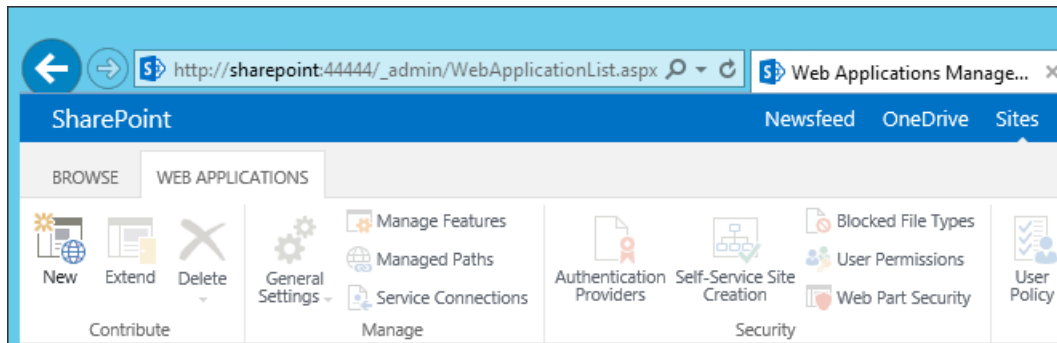 http://sharepoint:44444/_admin/WebApplicationList.aspx
Web Applications Manage...
SharePoint
Newsfeed OneDrive Sites
BROWSE WEB APPLICATIONS
New
Extend
Delete
Contribute
General
Settings
Manage Features
Managed Paths
Service Connections
Manage
Authentication
Providers
Self-Service Site
Creation
Blocked File Types
User Permissions
Web Part Security
Security
User
Policy